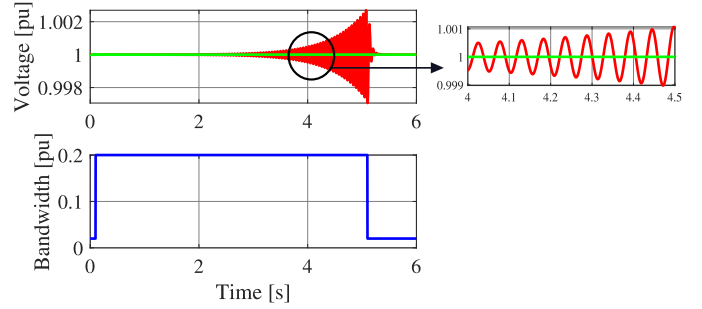 Voltage [pu]
1.002
1
0.998
0 2 4 6
1.001
1
0.999
4 4.1 4.2 4.3 4.4 4.5
Bandwidth [pu]
0.2
0.1
0
0 2 4 6
Time [s]